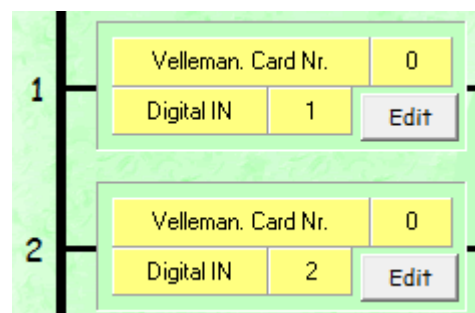 Velleman. Card Nr. 0
1
Digital IN 1 Edit
Velleman. Card Nr. 0
2
Digital IN 2 Edit